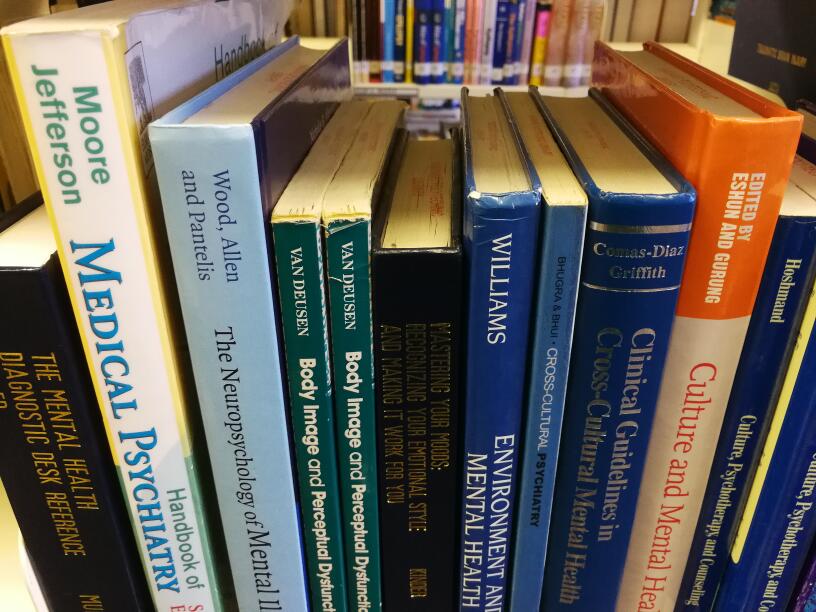 THE MENTAL HEALTH
DIAGNOSTIC DESK REFERENCE
Moore
Jefferson
MEDICAL PSYCHIATRY
Handbook of
Handbook
Wood, Allen
and Pantelis
The Neuropsychology of Mental Il
VAN DEUSEN
Body Image and Perceptual Dysfunct
VAN DEUSEN
Body Image and Perceptual Dysfunctio
MASTERING YOUR MOODS:
RECOGNIZING YOUR EMOTIONAL STYLE
AND MAKING IT WORK FOR YOU
KINDER
WILLIAMS
ENVIRONMENT AND
MENTAL HEALTH
BHUGRA & BHUI · CROSS-CULTURAL PSYCHIATRY
Comas-Diaz
Griffith
Clinical Guidelines in
Cross-Cultural Mental Health
EDITED BY
ESHUN AND GURUNG
Culture and Mental Hea
Hoshmand
Culture, Psychotherapy and Counseling
Culture, Psychotherapy and C